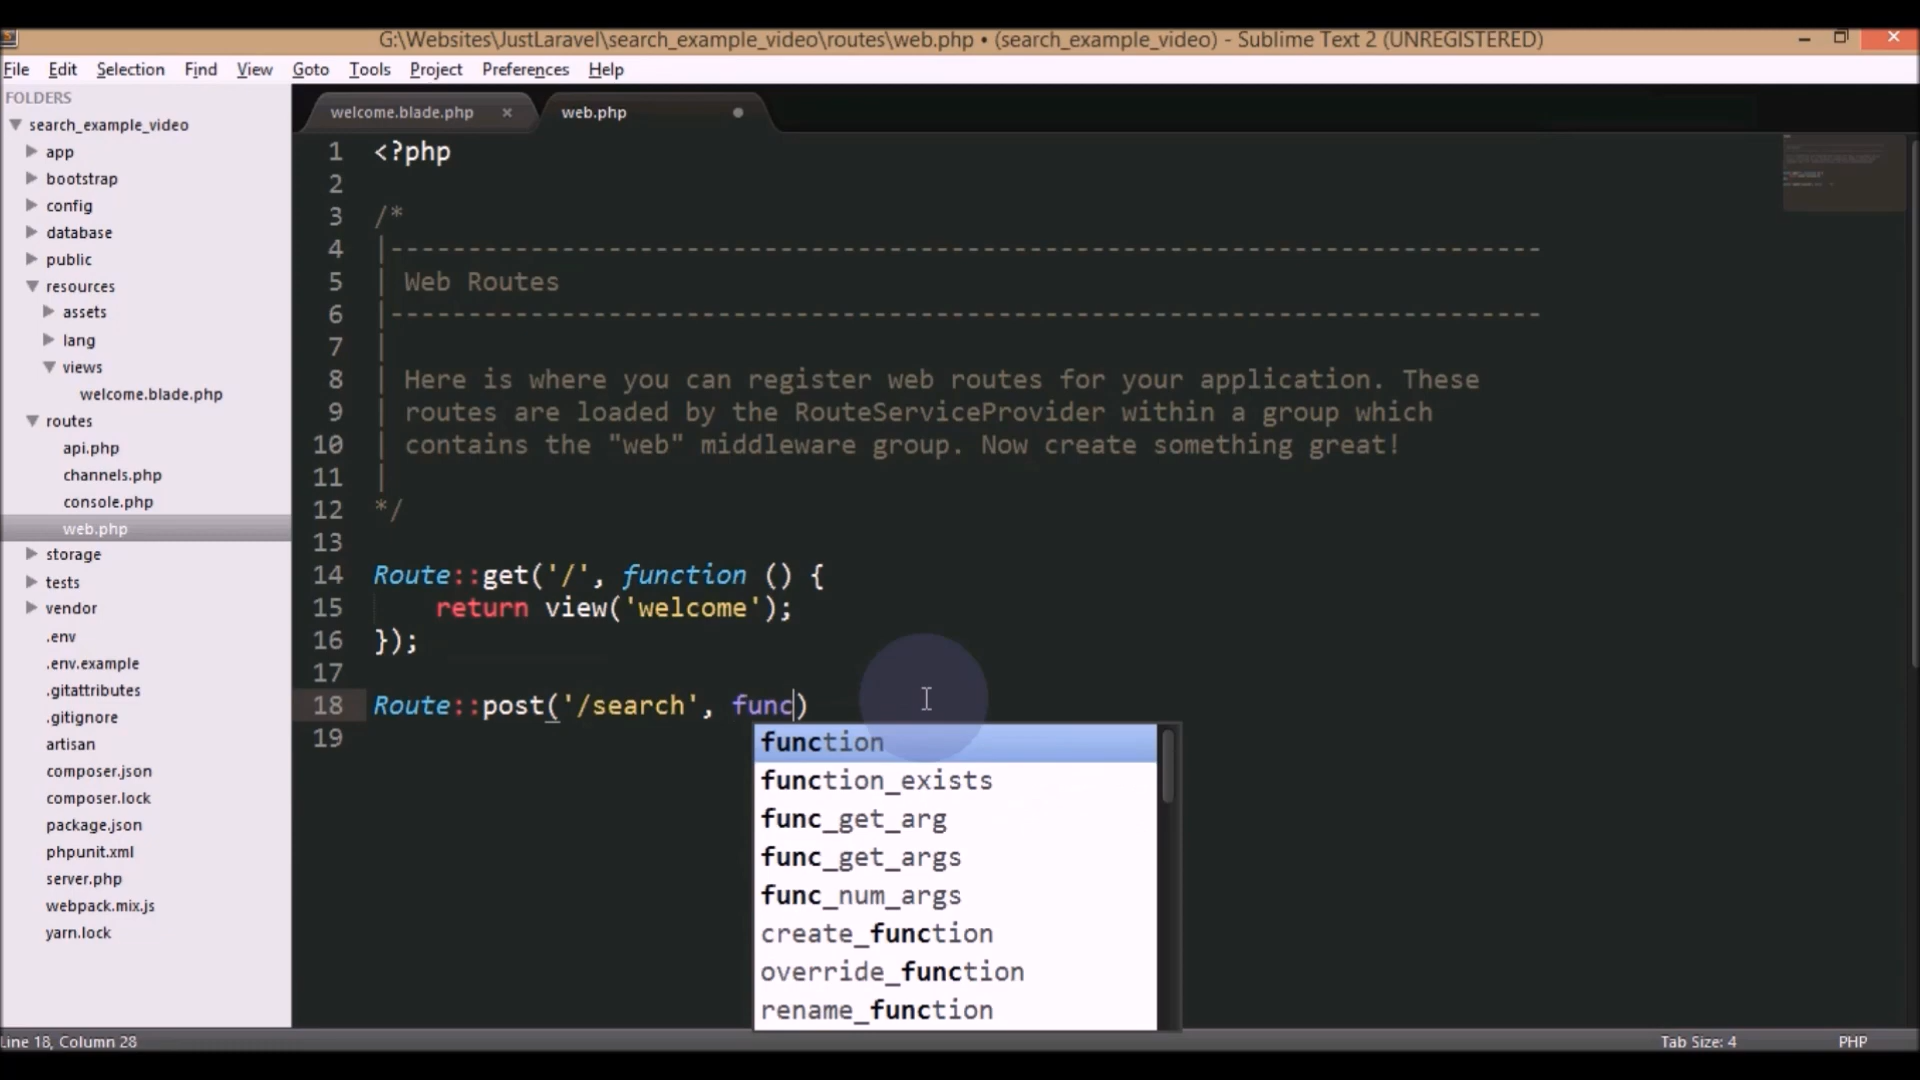 G:\Websites\JustLaravel\search_example_video\routes\web.php • (search_example_video) - Sublime Text 2 (UNREGISTERED)
File Edit Selection Find View Goto Tools Project Preferences Help
FOLDERS
search_example_video
app
bootstrap
config
database
public
resources
assets
lang
views
welcome.blade.php
routes
api.php
channels.php
console.php
web.php
storage
tests
vendor
.env
.env.example
.gitattributes
.gitignore
artisan
composer.json
composer.lock
package.json
phpunit.xml
server.php
webpack.mix.js
yarn.lock
welcome.blade.php × web.php
1 <?php
2
3 /*
4 |--------------------------------------------------------------------------
5 | Web Routes
6 |--------------------------------------------------------------------------
7 |
8 | Here is where you can register web routes for your application. These
9 | routes are loaded by the RouteServiceProvider within a group which
10 | contains the "web" middleware group. Now create something great!
11 |
12 */
13
14 Route::get('/', function () {
15     return view('welcome');
16 });
17
18 Route::post('/search', func)
19
function
function_exists
func_get_arg
func_get_args
func_num_args
create_function
override_function
rename_function
Line 18, Column 28
Tab Size: 4
PHP